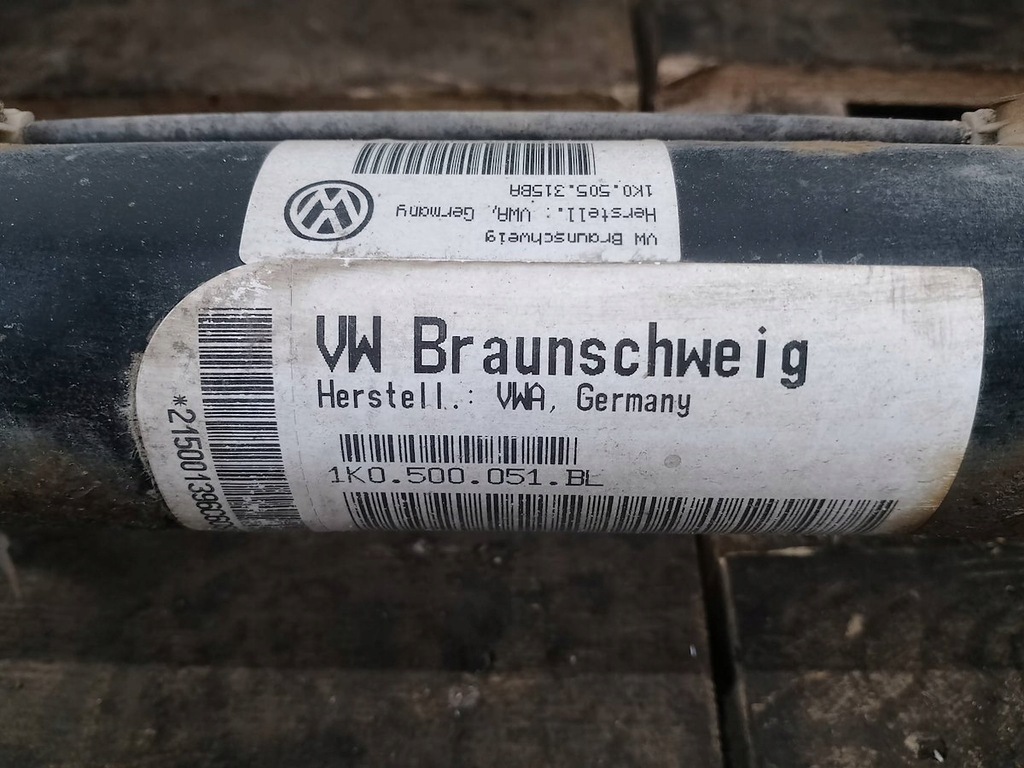 VW Braunschweig
Herstell.: VWA, Germany
1K0.505.315BA
VW Braunschweig
Herstell.: VWA, Germany
1K0.500.051.BL